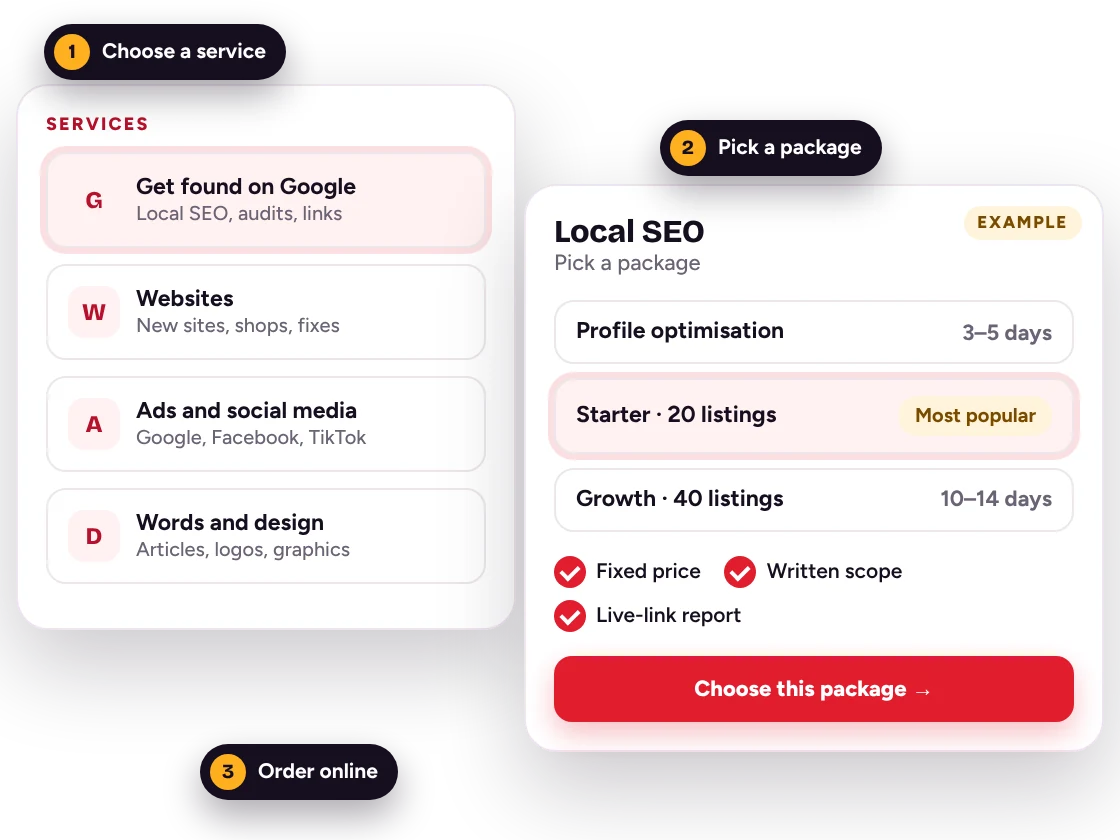 1 Choose a service
SERVICES
G
Get found on Google
Local SEO, audits, links
W
Websites
New sites, shops, fixes
A
Ads and social media
Google, Facebook, TikTok
D
Words and design
Articles, logos, graphics
2 Pick a package
Local SEO
EXAMPLE
Pick a package
Profile optimisation 3–5 days
Starter · 20 listings Most popular
Growth · 40 listings 10–14 days
Fixed price Written scope
Live-link report
Choose this package →
3 Order online